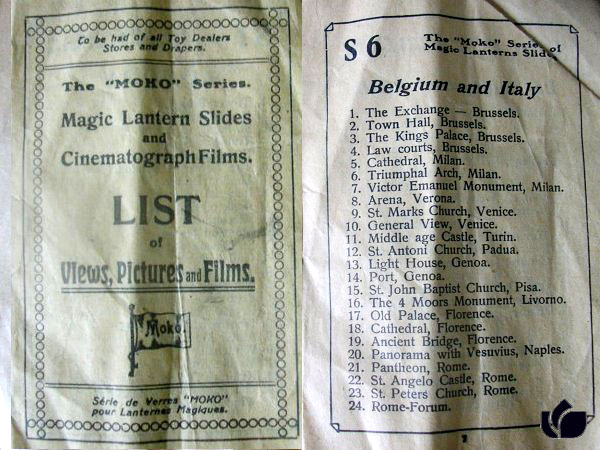 To be had of all Toy Dealers
Stores and Drapers.
The "MOKO" Series.
Magic Lantern Slides
and
Cinematograph Films.
LIST
of
Views, Pictures and Films.
Moko.
Série de Verres "MOKO"
pour Lanternes Magiques.
S 6
The "Moko" Series of
Magic Lanterns Slides
Belgium and Italy
1. The Exchange — Brussels.
2. Town Hall, Brussels.
3. The Kings Palace, Brussels.
4. Law courts, Brussels.
5. Cathedral, Milan.
6. Triumphal Arch, Milan.
7. Victor Emanuel Monument, Milan.
8. Arena, Verona.
9. St. Marks Church, Venice.
10. General View, Venice.
11. Middle age Castle, Turin.
12. St. Antoni Church, Padua.
13. Light House, Genoa.
14. Port, Genoa.
15. St. John Baptist Church, Pisa.
16. The 4 Moors Monument, Livorno.
17. Old Palace, Florence.
18. Cathedral, Florence.
19. Ancient Bridge, Florence.
20. Panorama with Vesuvius, Naples.
21. Pantheon, Rome.
22. St. Angelo Castle, Rome.
23. St. Peters Church, Rome.
24. Rome-Forum.